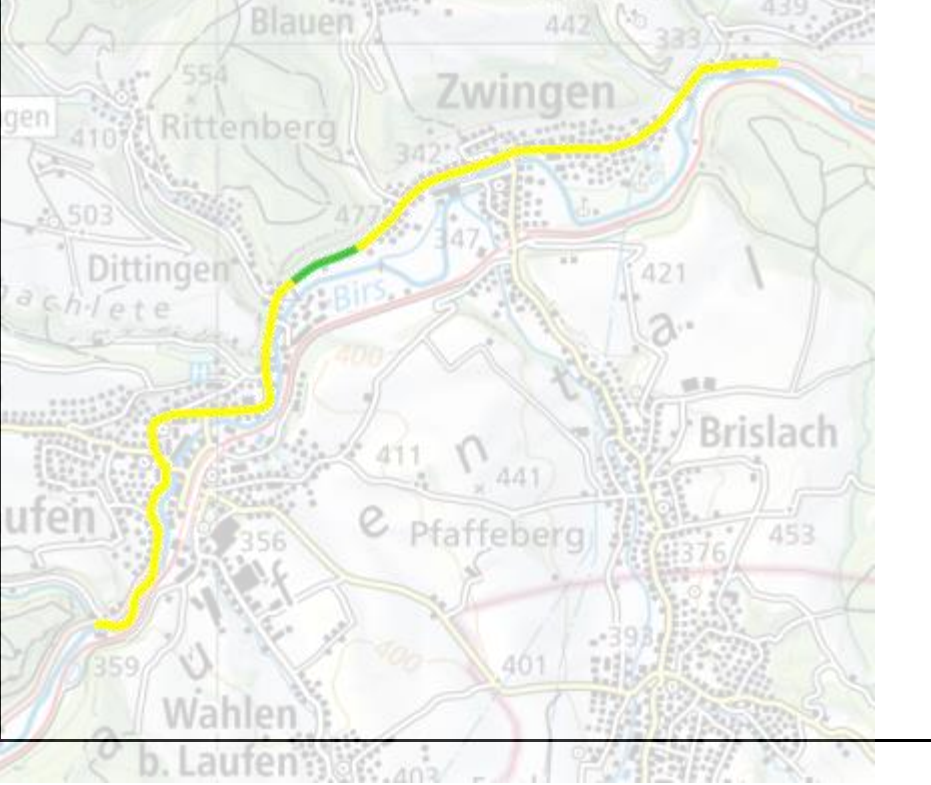 Blauen
442
439
333
554
Zwingen
gen
410
Rittenberg
342
503
477
347
Dittingen
421
l
Birs
achlete
a
400
t
Brislach
411
n
441
ufen
e
Pfaffeberg
453
356
376
f
393
400
401
359
u
Wahlen
a
b. Laufen
403